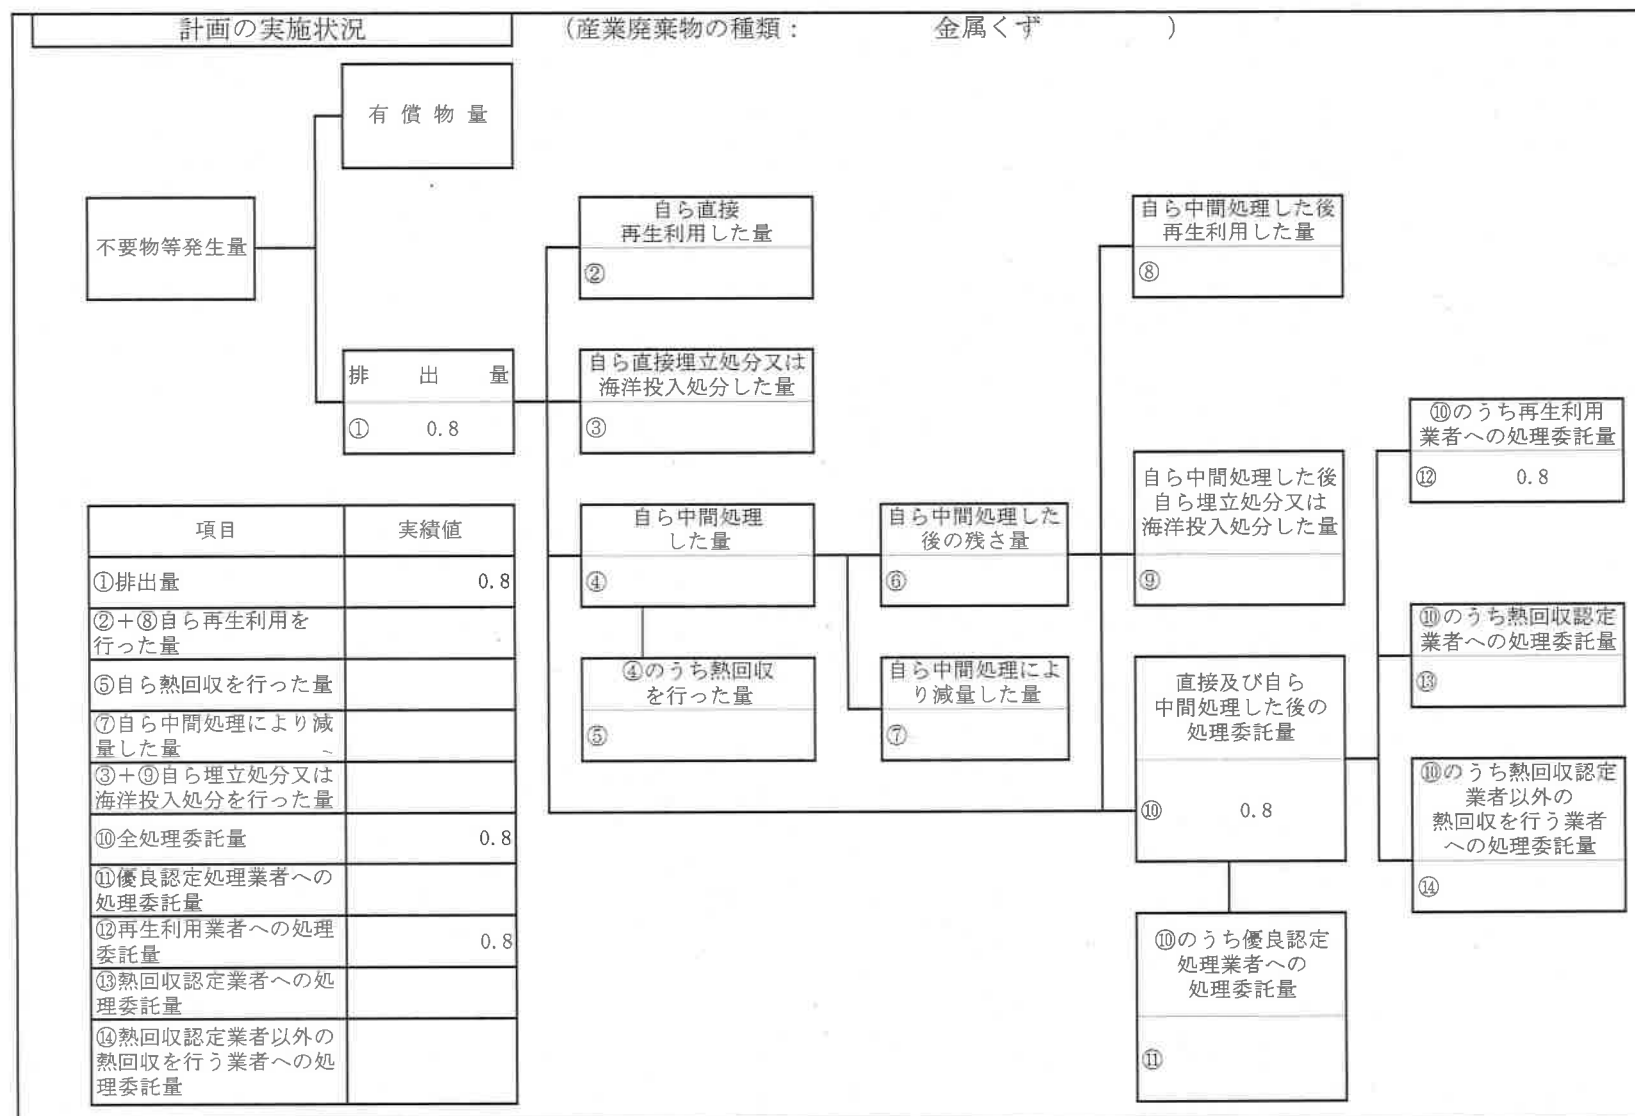 計画の実施状況
（産業廃棄物の種類： 金属くず ）
有 償 物 量
不要物等発生量
排 出 量
① 0.8
自ら直接
再生利用した量
②
自ら直接埋立処分又は
海洋投入処分した量
③
自ら中間処理
した量
④
④のうち熱回収
を行った量
⑤
自ら中間処理した
後の残さ量
⑥
自ら中間処理によ
り減量した量
⑦
自ら中間処理した後
再生利用した量
⑧
自ら中間処理した後
自ら埋立処分又は
海洋投入処分した量
⑨
直接及び自ら
中間処理した後の
処理委託量
⑩ 0.8
⑩のうち優良認定
処理業者への
処理委託量
⑪
⑩のうち再生利用
業者への処理委託量
⑫ 0.8
⑩のうち熱回収認定
業者への処理委託量
⑬
⑩のうち熱回収認定
業者以外の
熱回収を行う業者
への処理委託量
⑭
項目 実績値
①排出量 0.8
②＋⑧自ら再生利用を
行った量
⑤自ら熱回収を行った量
⑦自ら中間処理により減
量した量
③＋⑨自ら埋立処分又は
海洋投入処分を行った量
⑩全処理委託量 0.8
⑪優良認定処理業者への
処理委託量
⑫再生利用業者への処理
委託量 0.8
⑬熱回収認定業者への処
理委託量
⑭熱回収認定業者以外の
熱回収を行う業者への処
理委託量